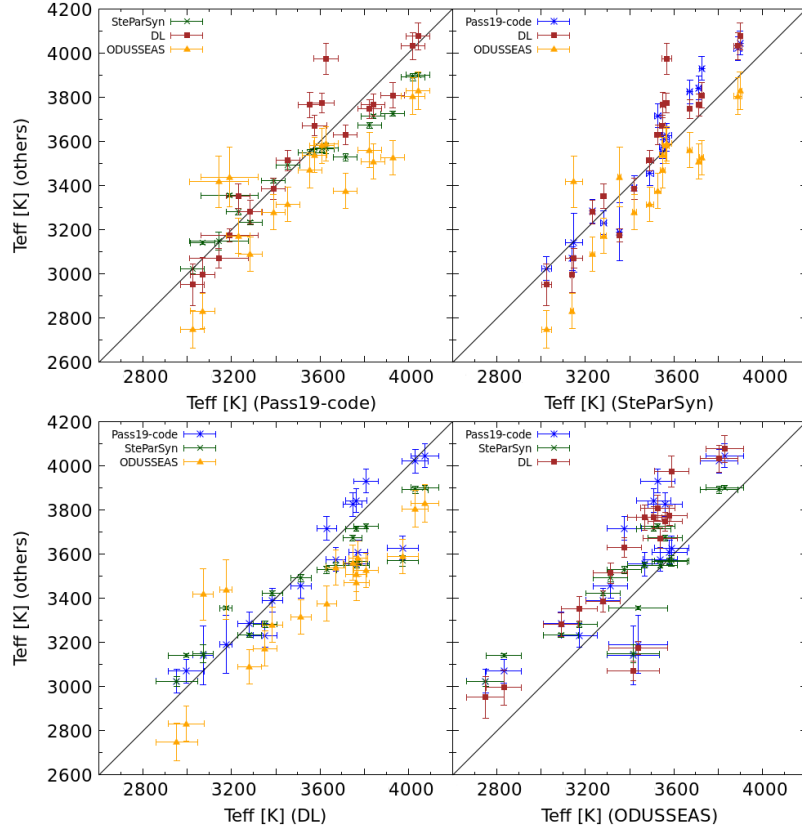 4200
4000
3800
3600
3400
3200
3000
2800
2600
Teff [K] (others)
SteParSyn
DL
ODUSSEAS
2800
3200
3600
4000
Teff [K] (Pass19-code)
Pass19-code
DL
ODUSSEAS
2800
3200
3600
4000
Teff [K] (SteParSyn)
4200
4000
3800
3600
3400
3200
3000
2800
2600
Teff [K] (others)
Pass19-code
SteParSyn
ODUSSEAS
2800
3200
3600
4000
Teff [K] (DL)
Pass19-code
SteParSyn
DL
2800
3200
3600
4000
Teff [K] (ODUSSEAS)